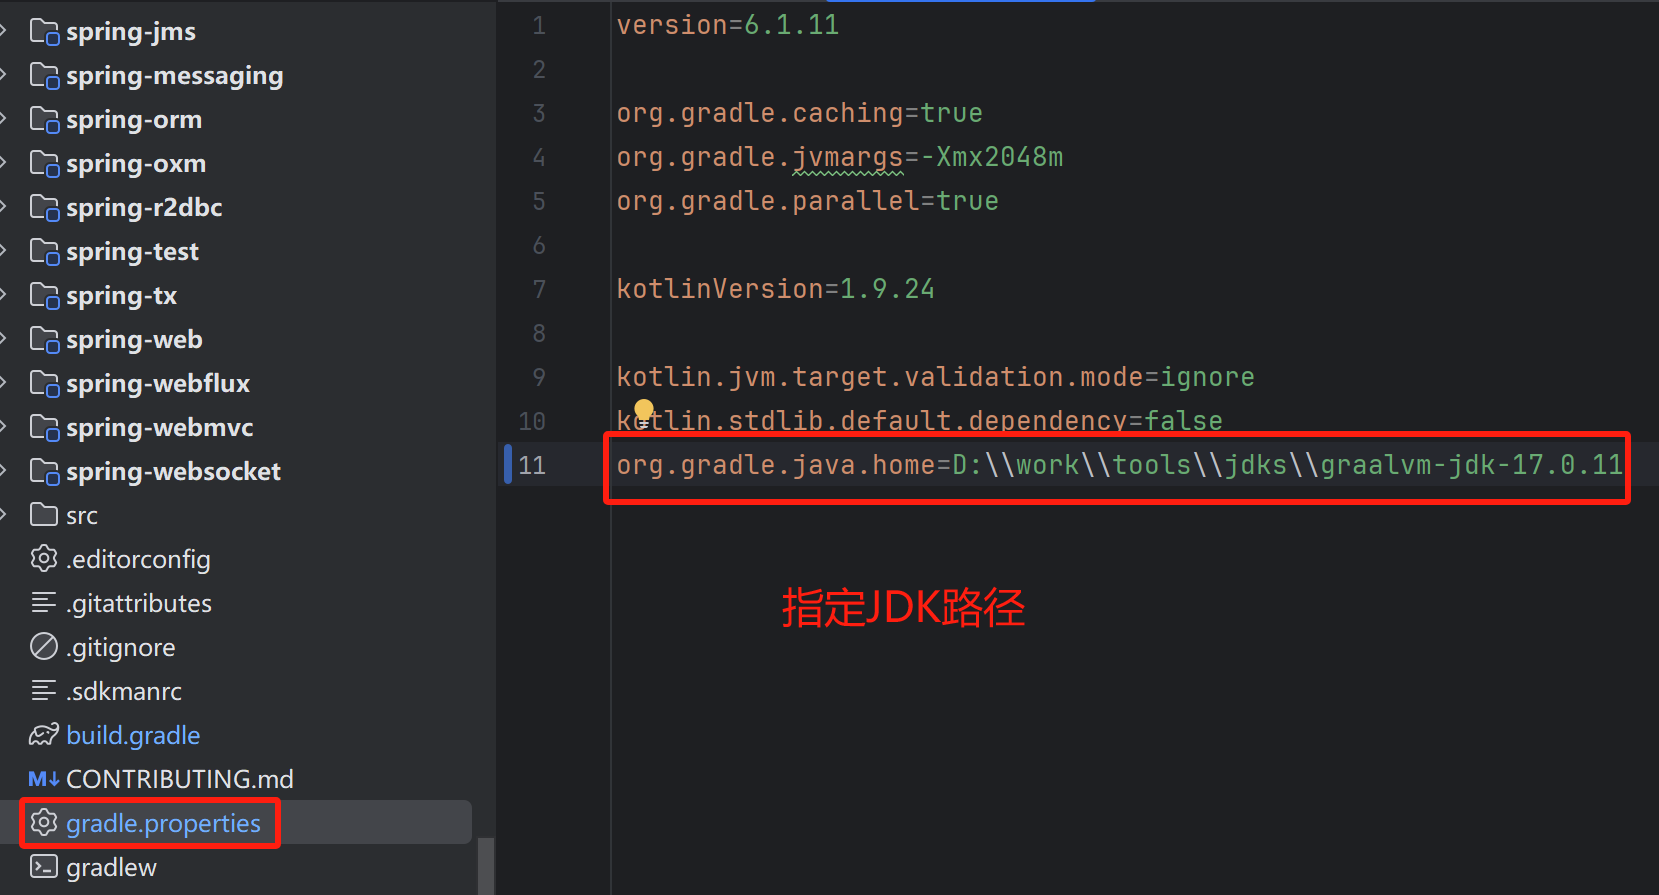 spring-jms
spring-messaging
spring-orm
spring-oxm
spring-r2dbc
spring-test
spring-tx
spring-web
spring-webflux
spring-webmvc
spring-websocket
src
.editorconfig
.gitattributes
.gitignore
.sdkmanrc
build.gradle
M↓ CONTRIBUTING.md
gradle.properties
gradlew
1 version=6.1.11
2
3 org.gradle.caching=true
4 org.gradle.jvmargs=-Xmx2048m
5 org.gradle.parallel=true
6
7 kotlinVersion=1.9.24
8
9 kotlin.jvm.target.validation.mode=ignore
10 kotlin.stdlib.default.dependency=false
11 org.gradle.java.home=D:\\work\\tools\\jdks\\graalvm-jdk-17.0.11
指定JDK路径